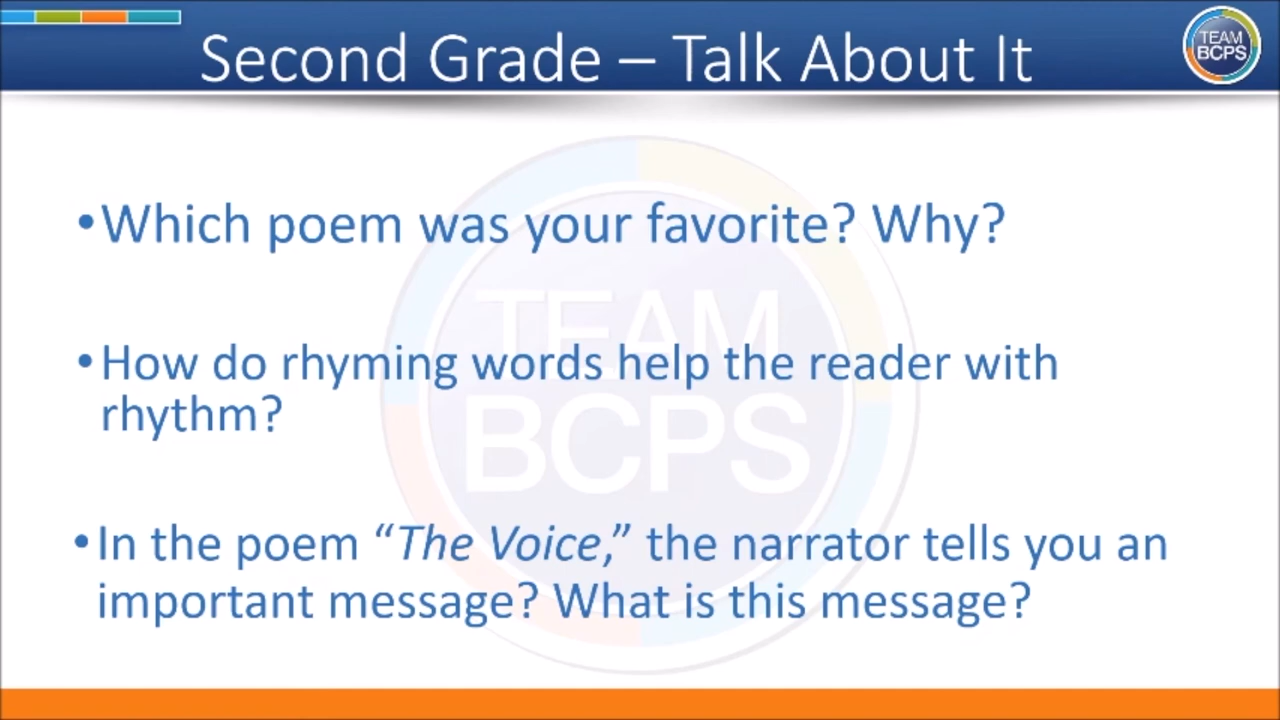 Second Grade – Talk About It
TEAM
BCPS
•Which poem was your favorite? Why?
•How do rhyming words help the reader with
rhythm?
•In the poem “The Voice,” the narrator tells you an
important message? What is this message?
TEAM
BCPS